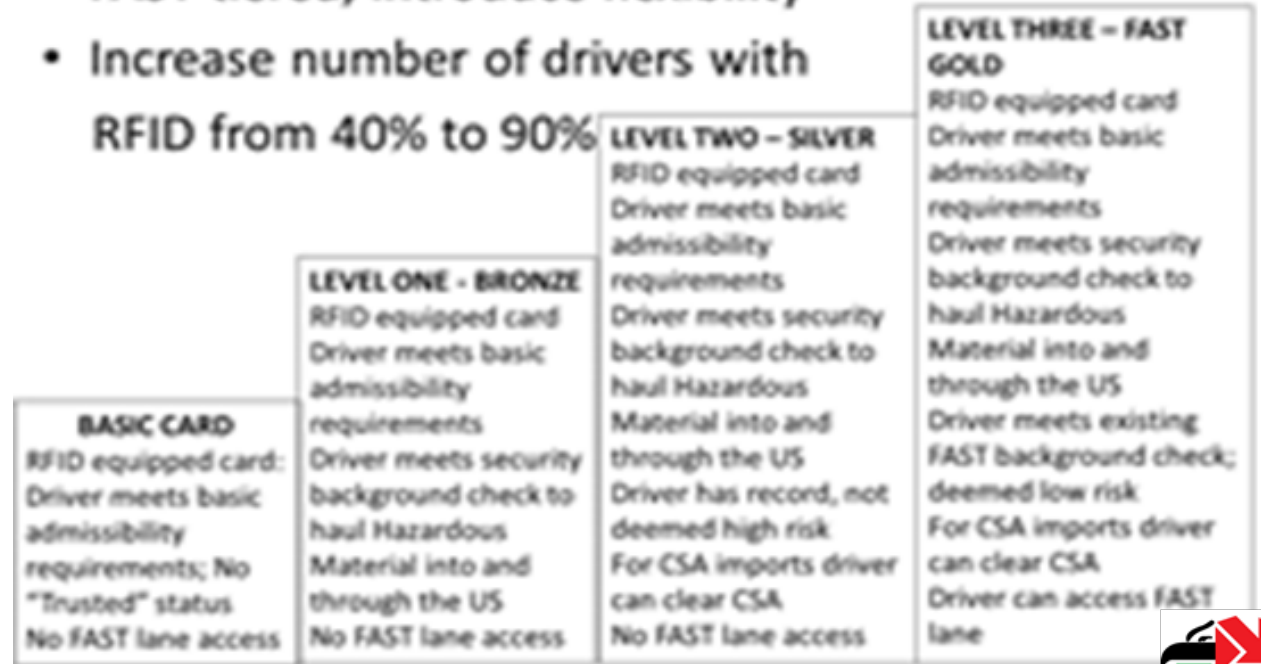 • Increase number of drivers with
RFID from 40% to 90%
BASIC CARD
RFID equipped card:
Driver meets basic
admissibility
requirements; No
"Trusted" status
No FAST lane access
LEVEL ONE - BRONZE
RFID equipped card
Driver meets basic
admissibility
requirements
Driver meets security
background check to
haul Hazardous
Material into and
through the US
No FAST lane access
LEVEL TWO – SILVER
RFID equipped card
Driver meets basic
admissibility
requirements
Driver meets security
background check to
haul Hazardous
Material into and
through the US
Driver has record, not
deemed high risk
For CSA imports driver
can clear CSA
No FAST lane access
LEVEL THREE – FAST
GOLD
RFID equipped card
Driver meets basic
admissibility
requirements
Driver meets security
background check to
haul Hazardous
Material into and
through the US
Driver meets existing
FAST background check;
deemed low risk
For CSA imports driver
can clear CSA
Driver can access FAST
lane